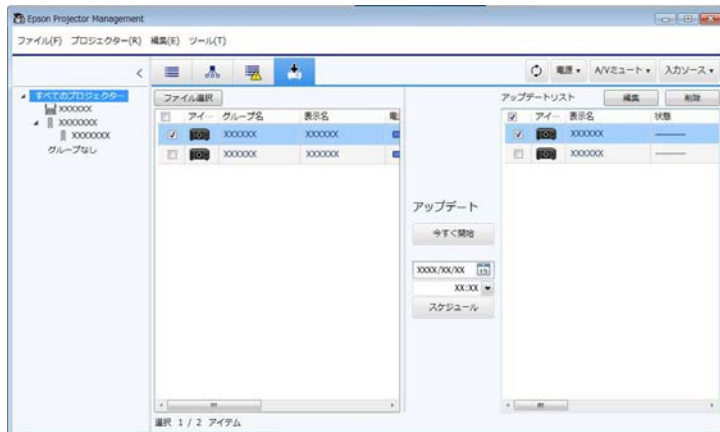 Epson Projector Management
ファイル(F) プロジェクター(R) 編集(E) ツール(T)
電源 A/Vミュート 入力ソース
すべてのプロジェクター
XXXXXX
XXXXXXX
XXXXXXX
グループなし
ファイル選択
アイ… グループ名 表示名 電
XXXXXX XXXXXX
XXXXXX XXXXXX
アップデート
今すぐ開始
XXXX/XX/XX 15
XX:XX
スケジュール
アップデートリスト 編集 削除
アイ… 表示名 状態
XXXXXX ———
XXXXXX ———
選択 1 / 2 アイテム